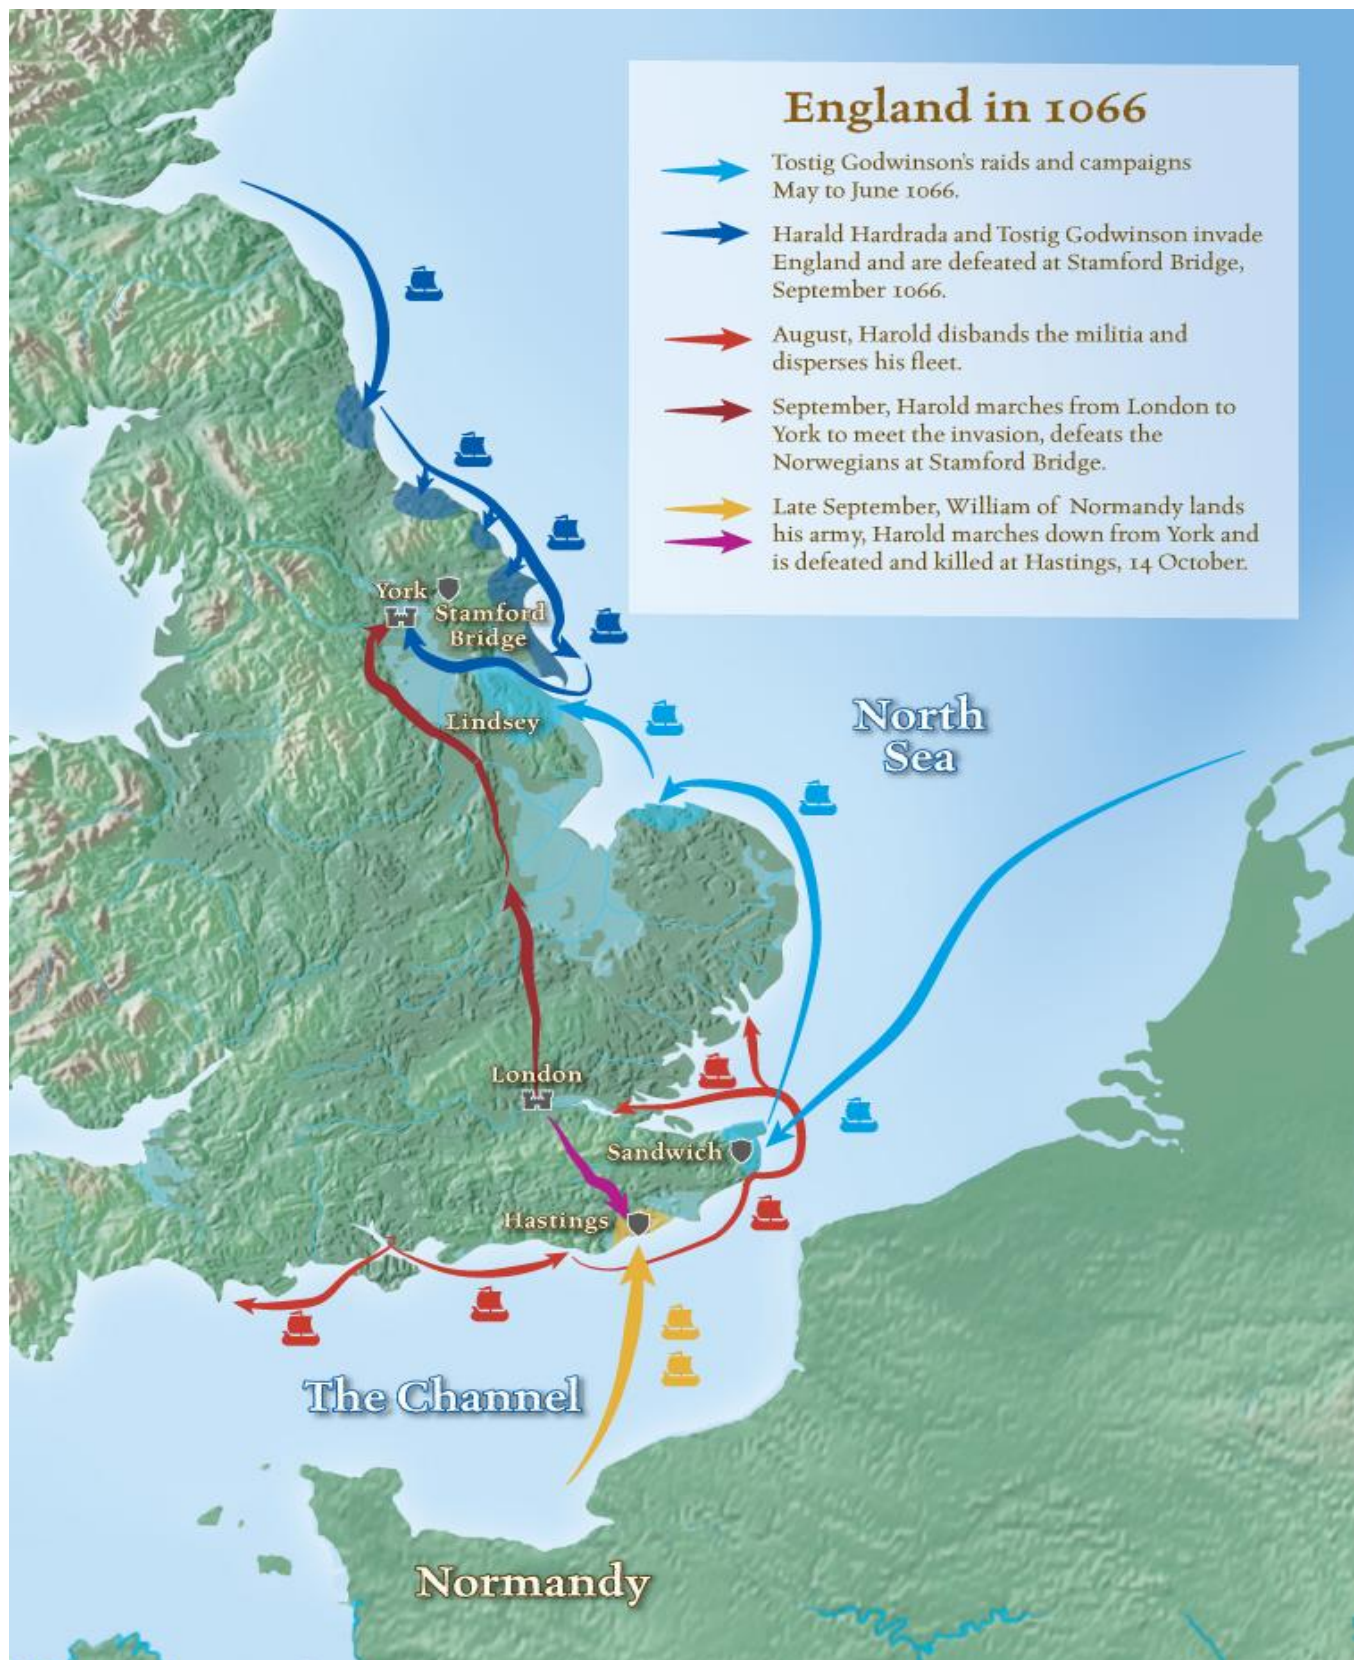 England in 1066
Tostig Godwinson's raids and campaigns
May to June 1066.
Harald Hardrada and Tostig Godwinson invade
England and are defeated at Stamford Bridge,
September 1066.
August, Harold disbands the militia and
disperses his fleet.
September, Harold marches from London to
York to meet the invasion, defeats the
Norwegians at Stamford Bridge.
Late September, William of Normandy lands
his army, Harold marches down from York and
is defeated and killed at Hastings, 14 October.
York
Stamford
Bridge
Lindsey
North
Sea
London
Sandwich
Hastings
The Channel
Normandy